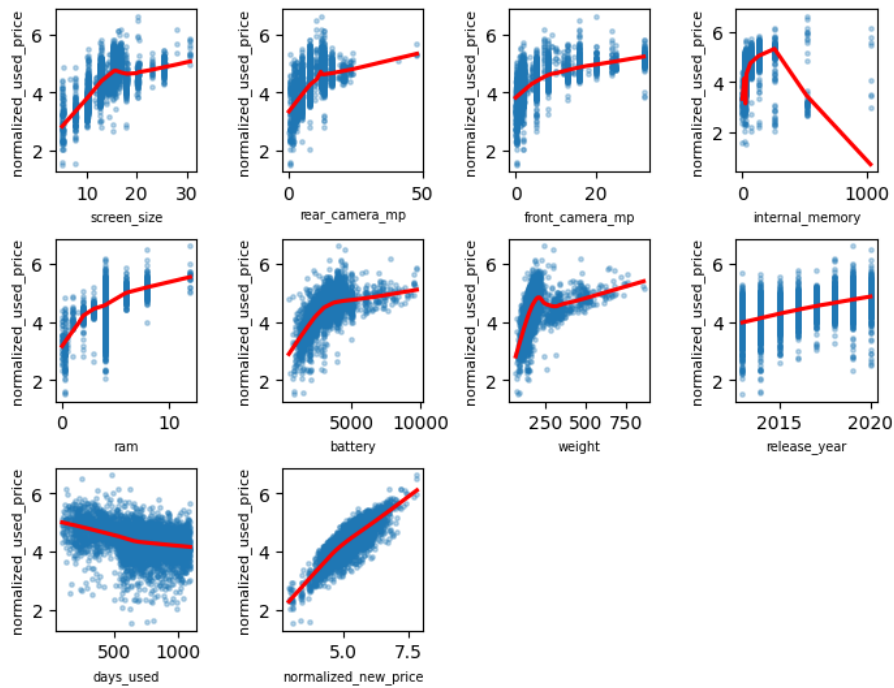 normalized_used_price
6
4
2
10
20
30
screen_size
normalized_used_price
6
4
2
0
50
rear_camera_mp
normalized_used_price
6
4
2
0
20
front_camera_mp
normalized_used_price
6
4
2
0
1000
internal_memory
normalized_used_price
6
4
2
0
10
ram
normalized_used_price
6
4
2
5000
10000
battery
normalized_used_price
6
4
2
250
500
750
weight
normalized_used_price
6
4
2
2015
2020
release_year
normalized_used_price
6
4
2
500
1000
days_used
normalized_used_price
6
4
2
5.0
7.5
normalized_new_price